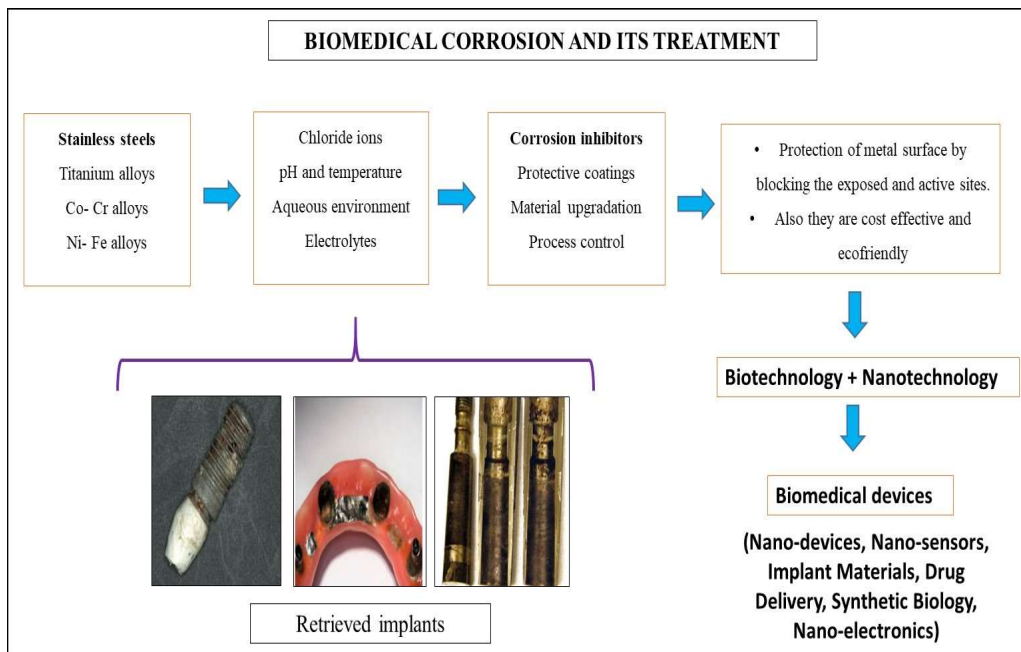 BIOMEDICAL CORROSION AND ITS TREATMENT
Stainless steels
Titanium alloys
Co- Cr alloys
Ni- Fe alloys
Chloride ions
pH and temperature
Aqueous environment
Electrolytes
Corrosion inhibitors
Protective coatings
Material upgradation
Process control
• Protection of metal surface by
blocking the exposed and active sites.
• Also they are cost effective and
ecofriendly
Biotechnology + Nanotechnology
Biomedical devices
(Nano-devices, Nano-sensors,
Implant Materials, Drug
Delivery, Synthetic Biology,
Nano-electronics)
Retrieved implants